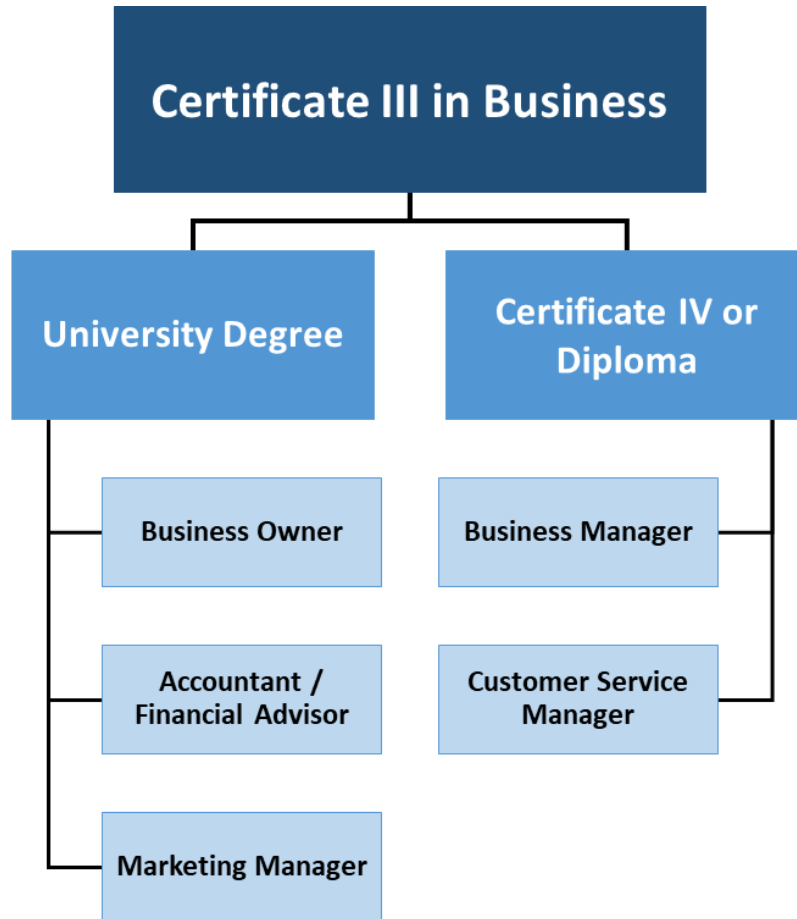 Certificate III in Business
University Degree
Certificate IV or
Diploma
Business Owner
Business Manager
Accountant /
Financial Advisor
Customer Service
Manager
Marketing Manager